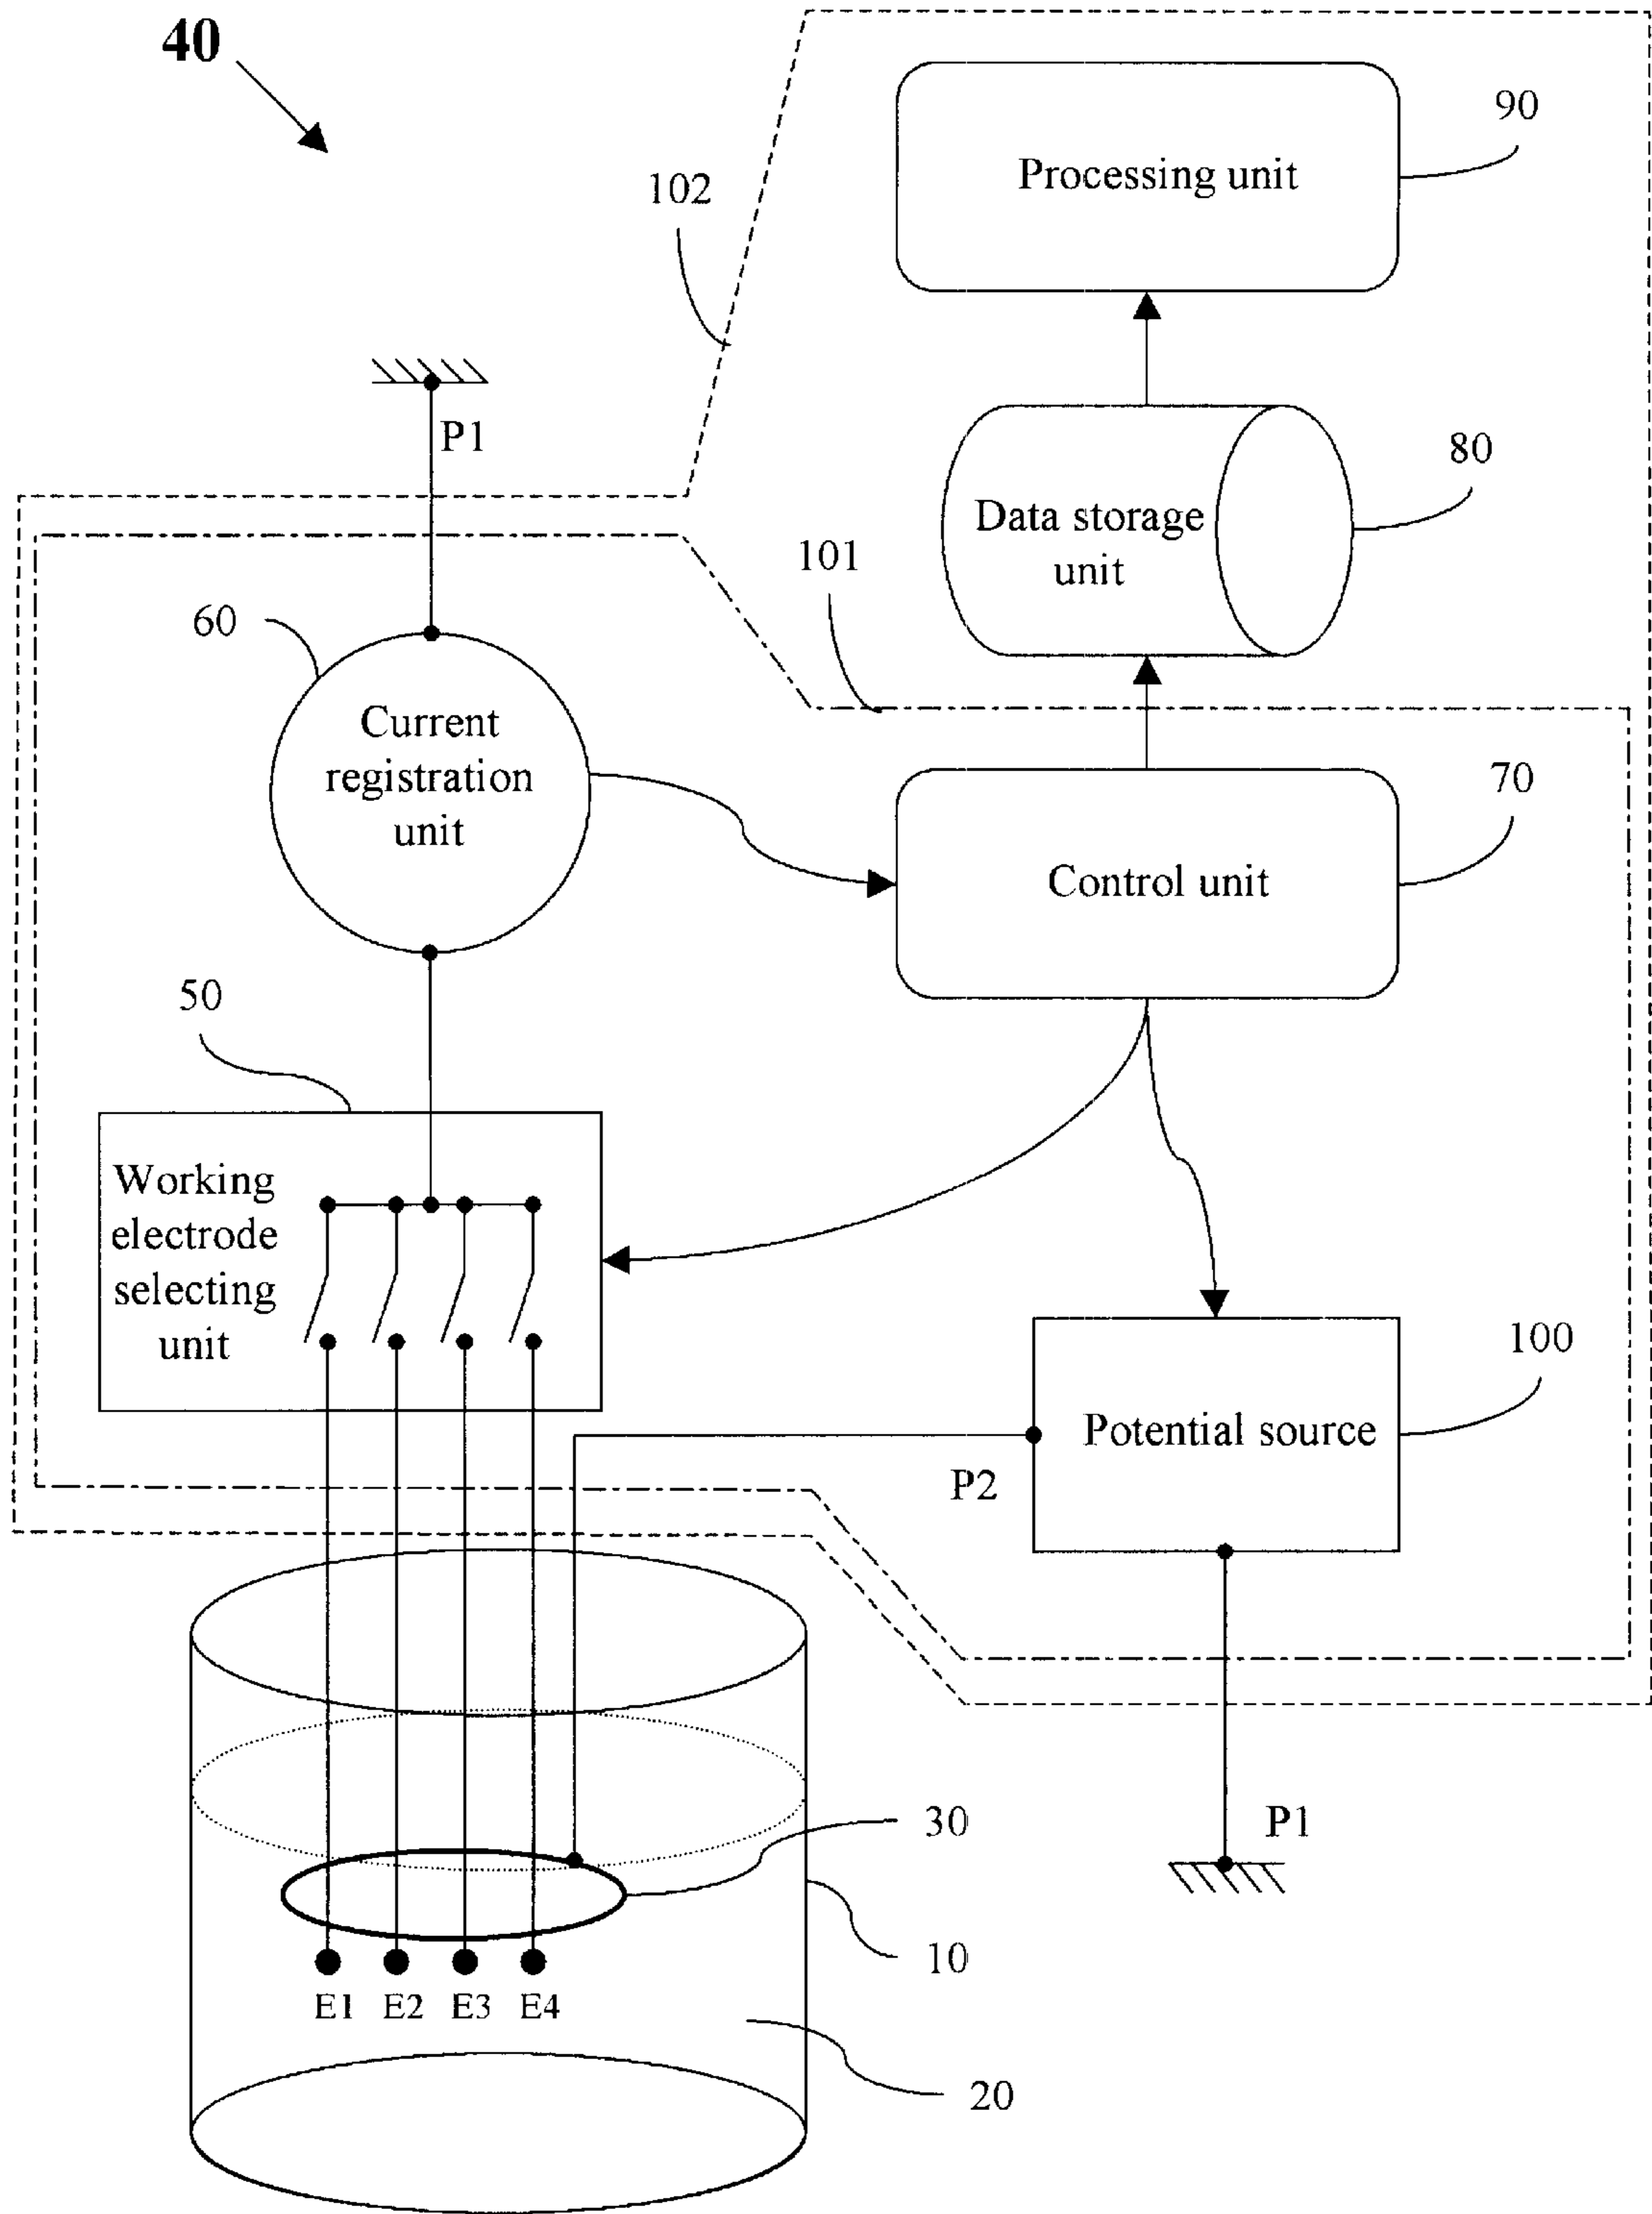 40
90
Processing unit
102
P1
80
Data storage
unit
101
60
Current
registration
unit
70
Control unit
50
Working
electrode
selecting
unit
100
Potential source
P2
30
P1
10
E1 E2 E3 E4
20